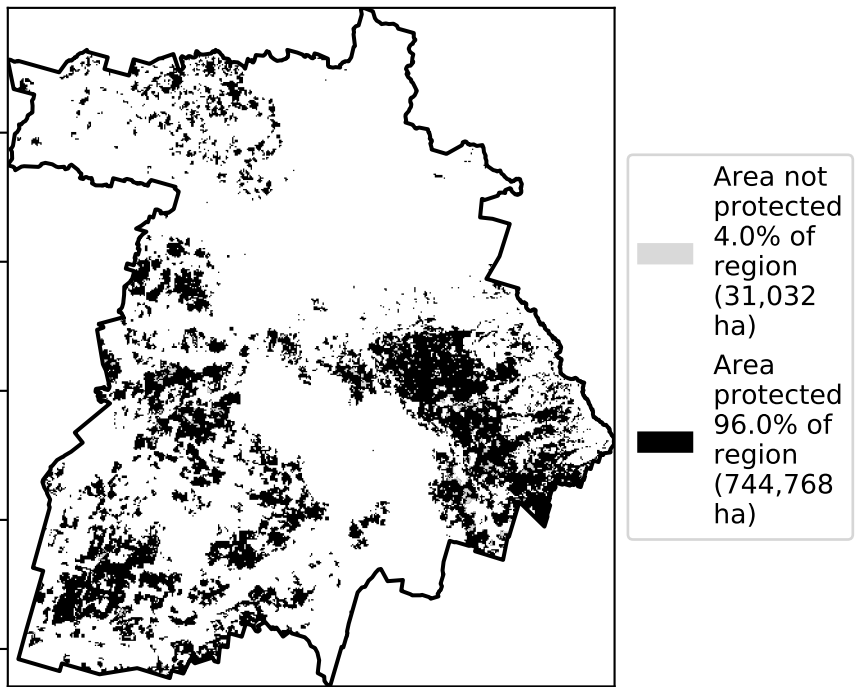 Area not
protected
4.0% of
region
(31,032
ha)
Area
protected
96.0% of
region
(744,768
ha)